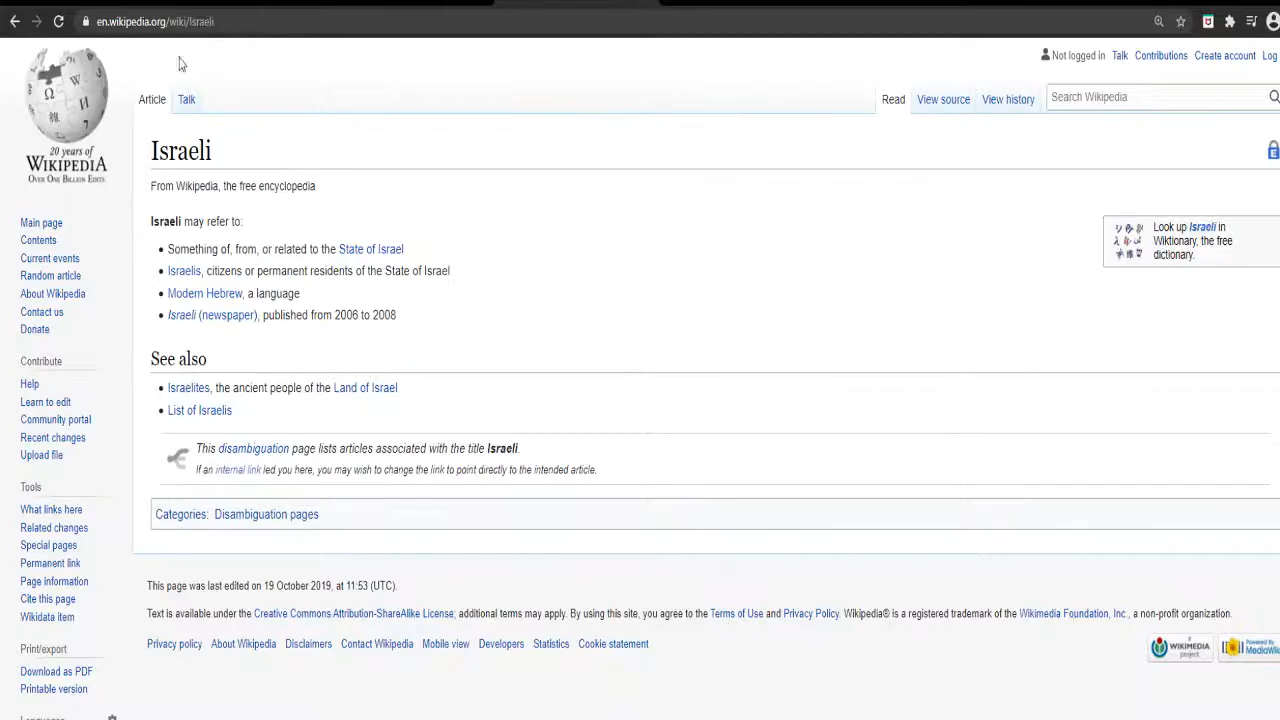 en.wikipedia.org/wiki/Israeli
Not logged in Talk Contributions Create account Log
20 years of
WIKIPEDIA
OVER ONE BILLION EDITS
Article Talk Read View source View history Search Wikipedia
Israeli
From Wikipedia, the free encyclopedia
Israeli may refer to:
• Something of, from, or related to the State of Israel
• Israelis, citizens or permanent residents of the State of Israel
• Modern Hebrew, a language
• Israeli (newspaper), published from 2006 to 2008
Look up Israeli in
Wiktionary, the free
dictionary.
See also
• Israelites, the ancient people of the Land of Israel
• List of Israelis
This disambiguation page lists articles associated with the title Israeli.
If an internal link led you here, you may wish to change the link to point directly to the intended article.
Categories: Disambiguation pages
Main page
Contents
Current events
Random article
About Wikipedia
Contact us
Donate
Contribute
Help
Learn to edit
Community portal
Recent changes
Upload file
Tools
What links here
Related changes
Special pages
Permanent link
Page information
Cite this page
Wikidata item
Print/export
Download as PDF
Printable version
Languages
This page was last edited on 19 October 2019, at 11:53 (UTC).
Text is available under the Creative Commons Attribution-ShareAlike License; additional terms may apply. By using this site, you agree to the Terms of Use and Privacy Policy. Wikipedia® is a registered trademark of the Wikimedia Foundation, Inc., a non-profit organization.
Privacy policy About Wikipedia Disclaimers Contact Wikipedia Mobile view Developers Statistics Cookie statement
A
WIKIMEDIA
project
Powered By
MediaWiki